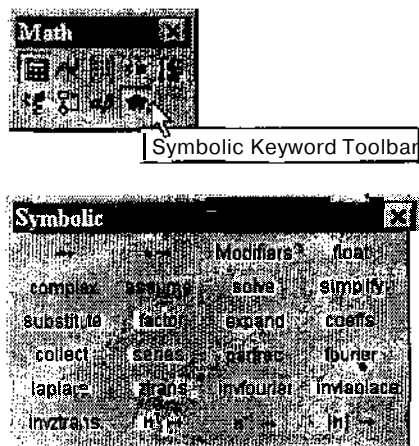 Math
Symbolic Keyword Toolbar
Symbolic
Modifiers float
complex assume solve simplify
substitute factor expand coeffs
collect series parfrac fourier
laplace ztrans invfourier invlaplace
invztrans